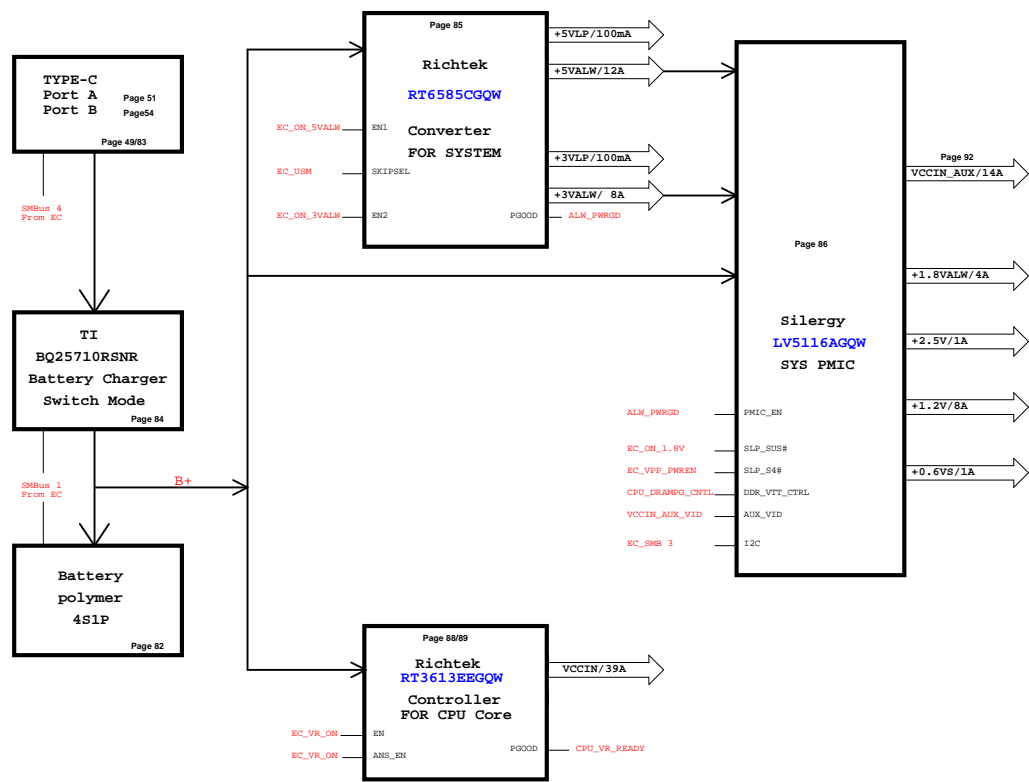 TYPE-C
Port A Page 51
Port B Page54
Page 49/83
SMBus 4
From EC
TI
BQ25710RSNR
Battery Charger
Switch Mode
Page 84
SMBus 1
From EC
B+
Battery
polymer
4S1P
Page 82
Page 85
Richtek
RT6585CGQW
Converter
FOR SYSTEM
EC_ON_5VALW EN1
EC_USM SKIPSEL
EC_ON_3VALW EN2
PGOOD ALW_PWRGD
+5VLP/100mA
+5VALW/12A
+3VLP/100mA
+3VALW/ 8A
Page 86
Silergy
LV5116AGQW
SYS PMIC
ALW_PWRGD PMIC_EN
EC_ON_1.8V SLP_SUS#
EC_VPP_PWREN SLP_S4#
CPU_DRAMPG_CNTL DDR_VTT_CTRL
VCCIN_AUX_VID AUX_VID
EC_SMB 3 I2C
Page 92
VCCIN_AUX/14A
+1.8VALW/4A
+2.5V/1A
+1.2V/8A
+0.6VS/1A
Page 88/89
Richtek
RT3613EEGQW
Controller
FOR CPU Core
EC_VR_ON EN
EC_VR_ON ANS_EN
PGOOD CPU_VR_READY
VCCIN/39A